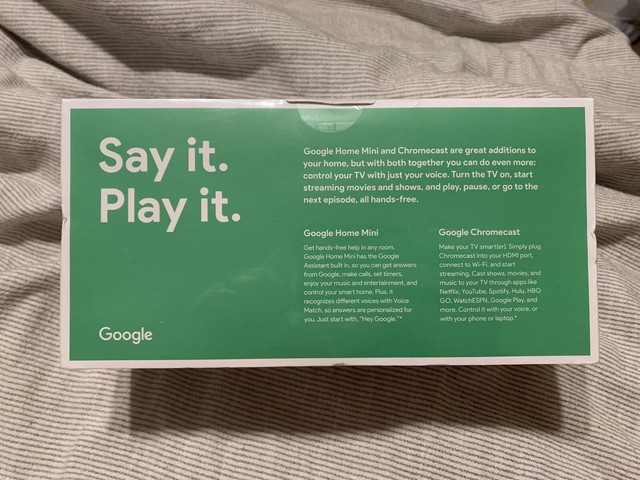 Say it.
Play it.
Google Home Mini and Chromecast are great additions to
your home, but with both together you can do even more:
control your TV with just your voice. Turn the TV on, start
streaming movies and shows, and play, pause, or go to the
next episode, all hands-free.
Google Home Mini
Get hands-free help in any room.
Google Home Mini has the Google
Assistant built in, so you can get answers
from Google, make calls, set timers,
enjoy your music and entertainment, and
control your smart home. Plus, it
recognizes different voices with Voice
Match, so answers are personalized for
you. Just start with, "Hey Google."*
Google Chromecast
Make your TV smart(er). Simply plug
Chromecast into your HDMI port,
connect to Wi-Fi, and start
streaming. Cast shows, movies, and
music to your TV through apps like
Netflix, YouTube, Spotify, Hulu, HBO
GO, WatchESPN, Google Play, and
more. Control it with your voice, or
with your phone or laptop.*
Google